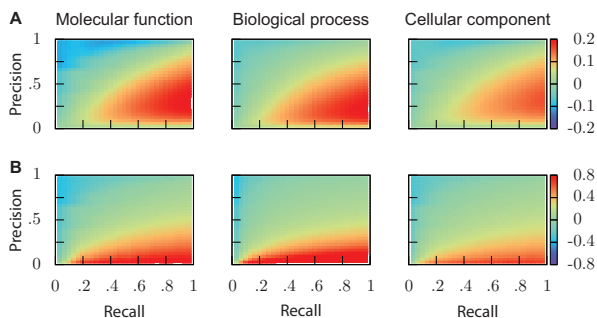 A Molecular function Biological process Cellular component
1 0.2
Precision .5 0.1
0
-0.1
0 -0.2
B
1 0.8
Precision .5 0.4
0
-0.4
0 -0.8
0 .2 .4 .6 .8 1 0 .2 .4 .6 .8 1 0 .2 .4 .6 .8 1
Recall Recall Recall